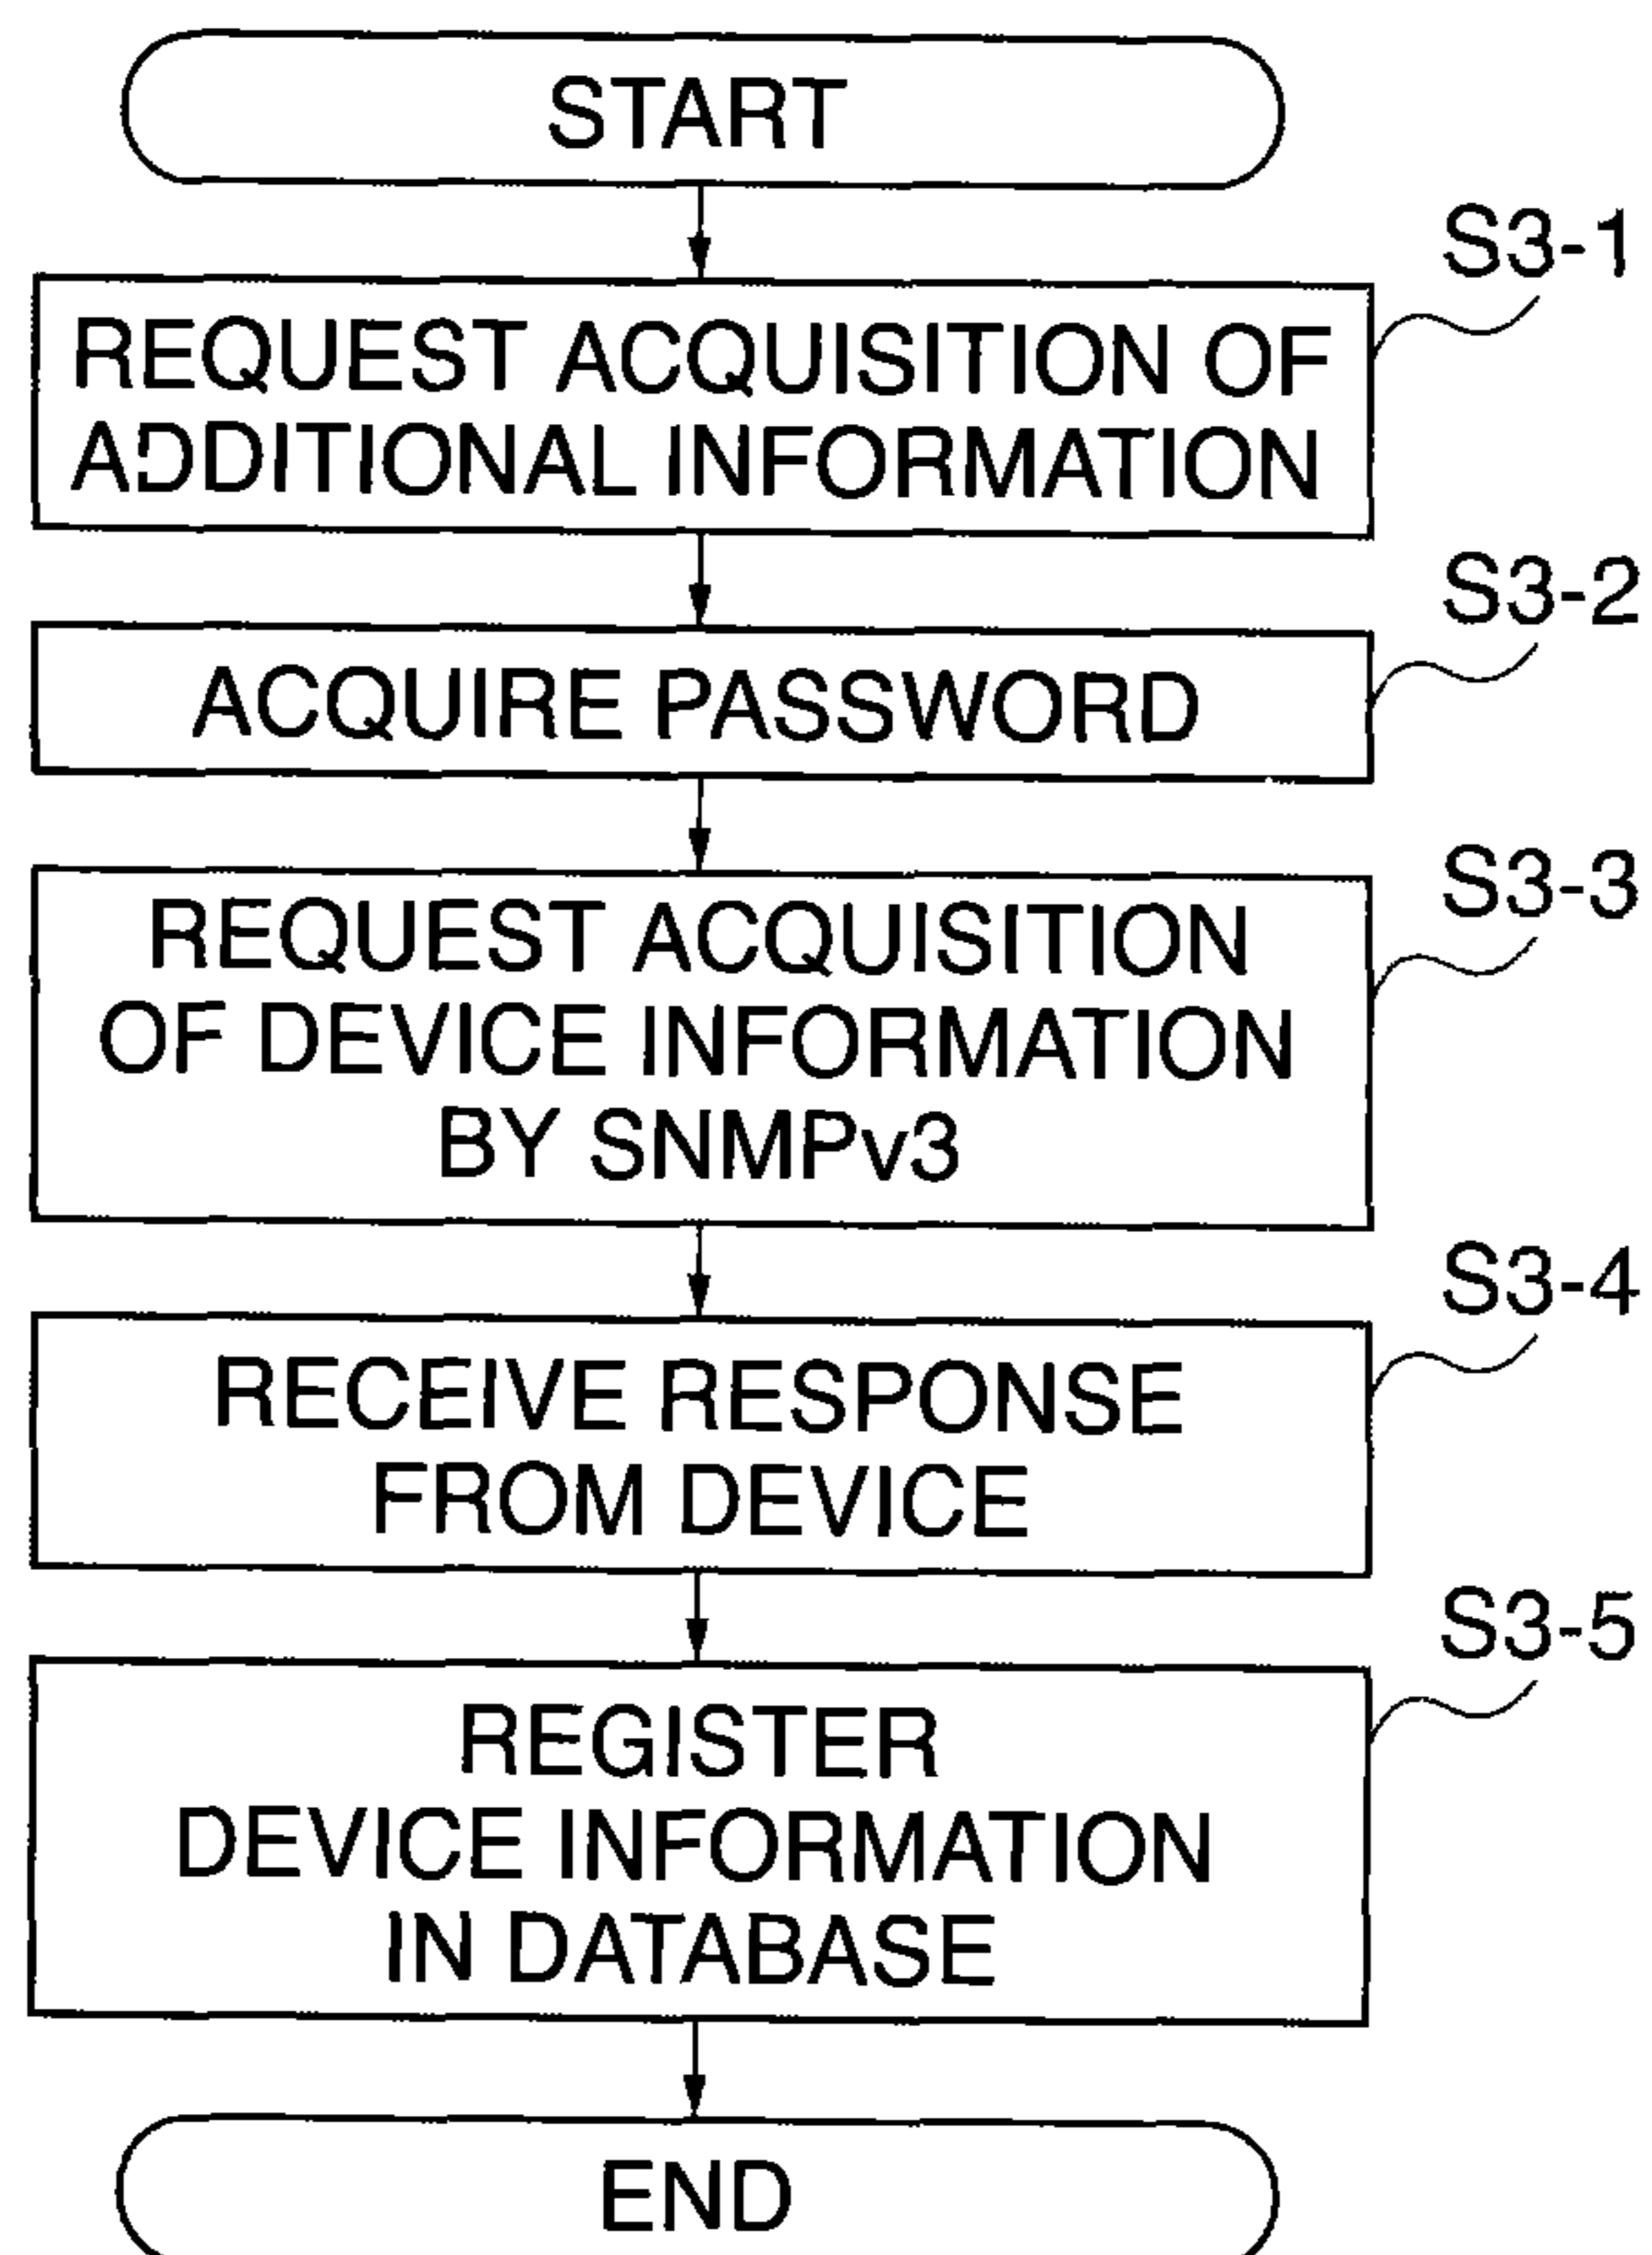 START
S3-1
REQUEST ACQUISITION OF
ADDITIONAL INFORMATION
S3-2
ACQUIRE PASSWORD
S3-3
REQUEST ACQUISITION
OF DEVICE INFORMATION
BY SNMPv3
S3-4
RECEIVE RESPONSE
FROM DEVICE
S3-5
REGISTER
DEVICE INFORMATION
IN DATABASE
END